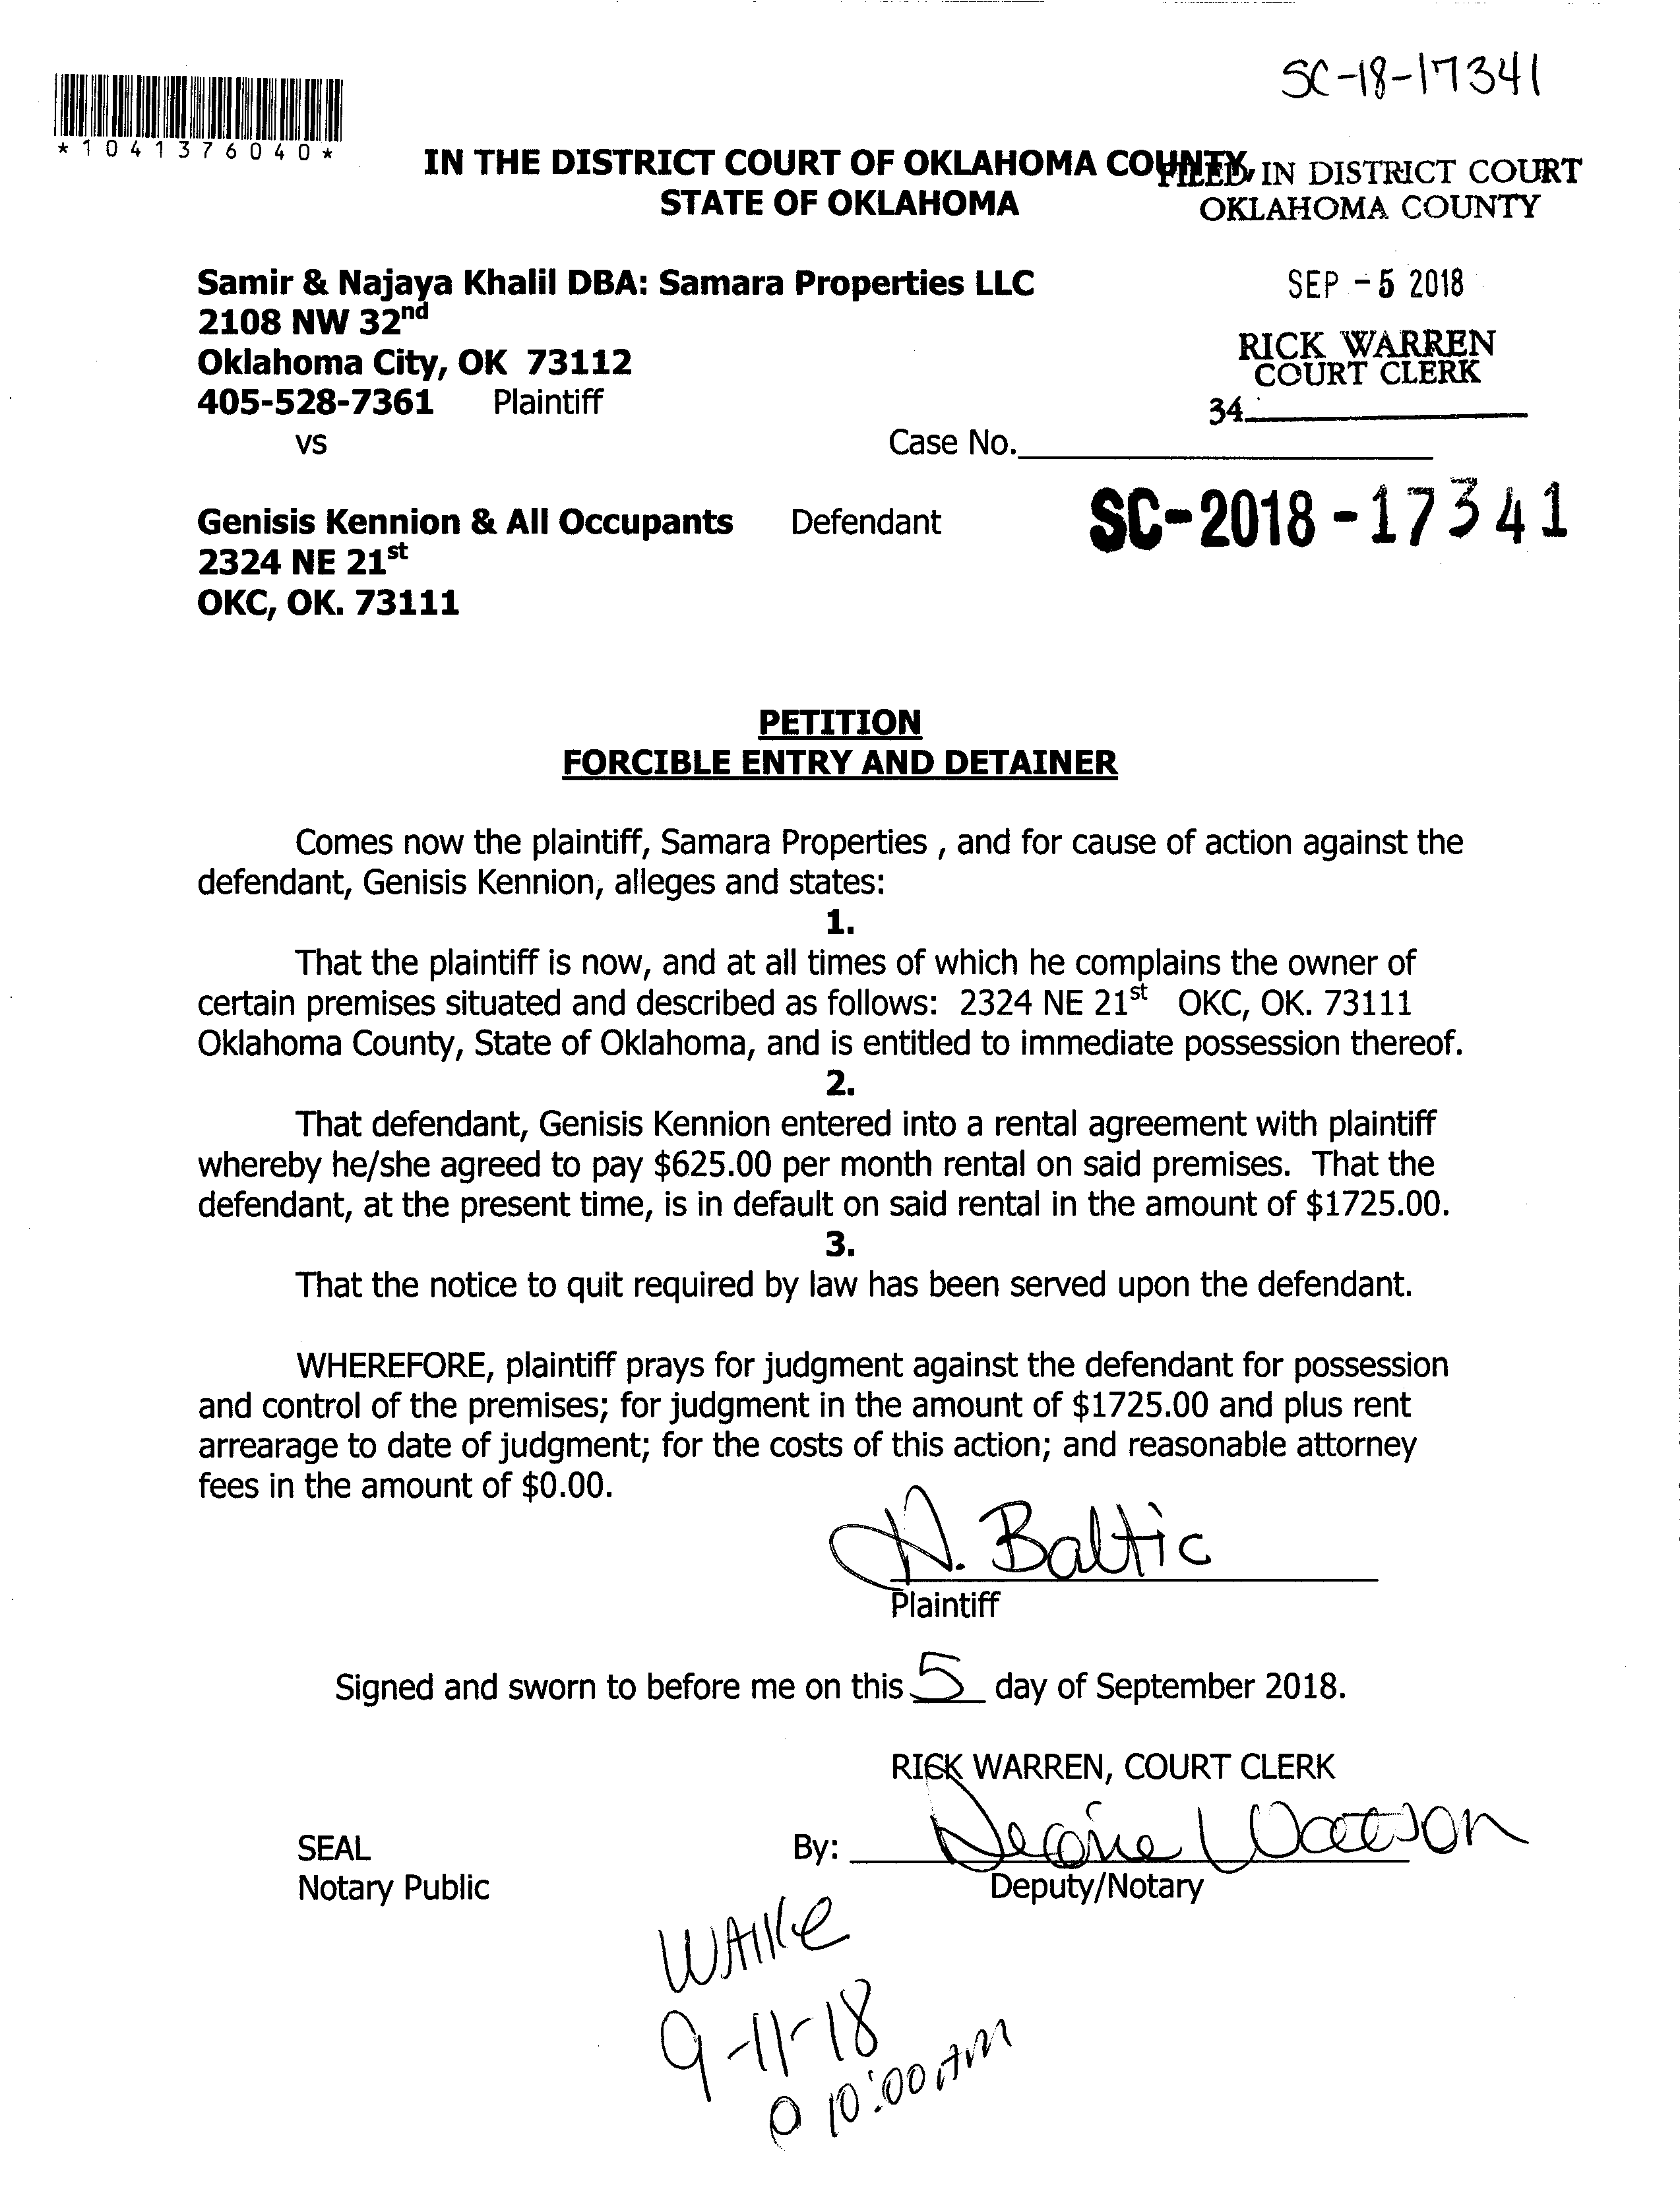 SC-18-17341
*1041376040*
IN THE DISTRICT COURT OF OKLAHOMA COUNTY,
STATE OF OKLAHOMA
FILED IN DISTRICT COURT
OKLAHOMA COUNTY
Samir & Najaya Khalil DBA: Samara Properties LLC
SEP -5 2018
2108 NW 32nd
RICK WARREN
Oklahoma City, OK 73112
COURT CLERK
405-528-7361 Plaintiff
34
vs
Case No.
SC-2018-17341
Genisis Kennion & All Occupants Defendant
2324 NE 21st
OKC, OK. 73111
PETITION
FORCIBLE ENTRY AND DETAINER
Comes now the plaintiff, Samara Properties , and for cause of action against the
defendant, Genisis Kennion, alleges and states:
1.
That the plaintiff is now, and at all times of which he complains the owner of
certain premises situated and described as follows: 2324 NE 21st OKC, OK. 73111
Oklahoma County, State of Oklahoma, and is entitled to immediate possession thereof.
2.
That defendant, Genisis Kennion entered into a rental agreement with plaintiff
whereby he/she agreed to pay $625.00 per month rental on said premises. That the
defendant, at the present time, is in default on said rental in the amount of $1725.00.
3.
That the notice to quit required by law has been served upon the defendant.
WHEREFORE, plaintiff prays for judgment against the defendant for possession
and control of the premises; for judgment in the amount of $1725.00 and plus rent
arrearage to date of judgment; for the costs of this action; and reasonable attorney
fees in the amount of $0.00.
Baltic
Plaintiff
Signed and sworn to before me on this 5 day of September 2018.
RICK WARREN, COURT CLERK
SEAL
By: Watson
Notary Public
Deputy/Notary
9-11-18
@ 10:00 AM